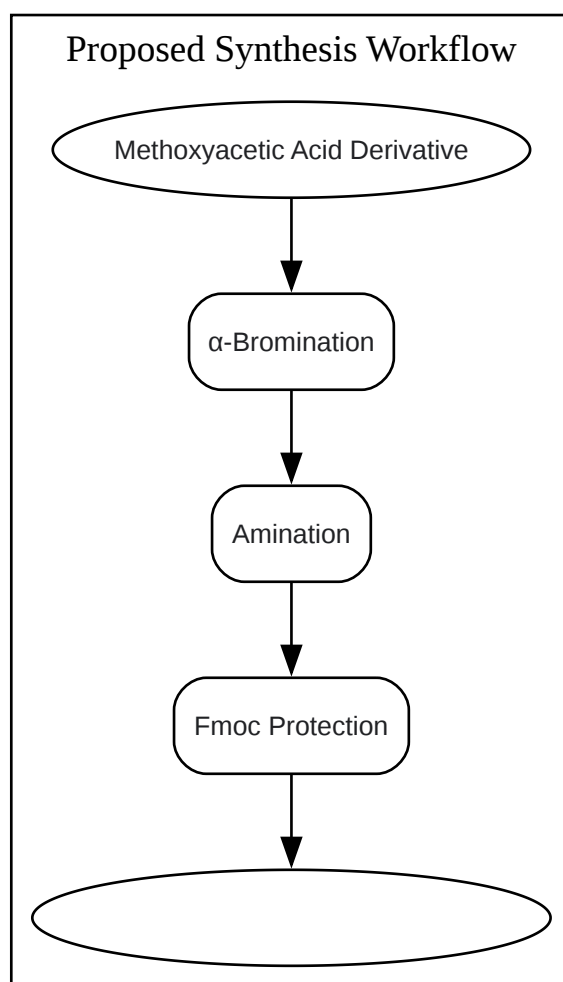 Proposed Synthesis Workflow
Methoxyacetic Acid Derivative
α-Bromination
Amination
Fmoc Protection